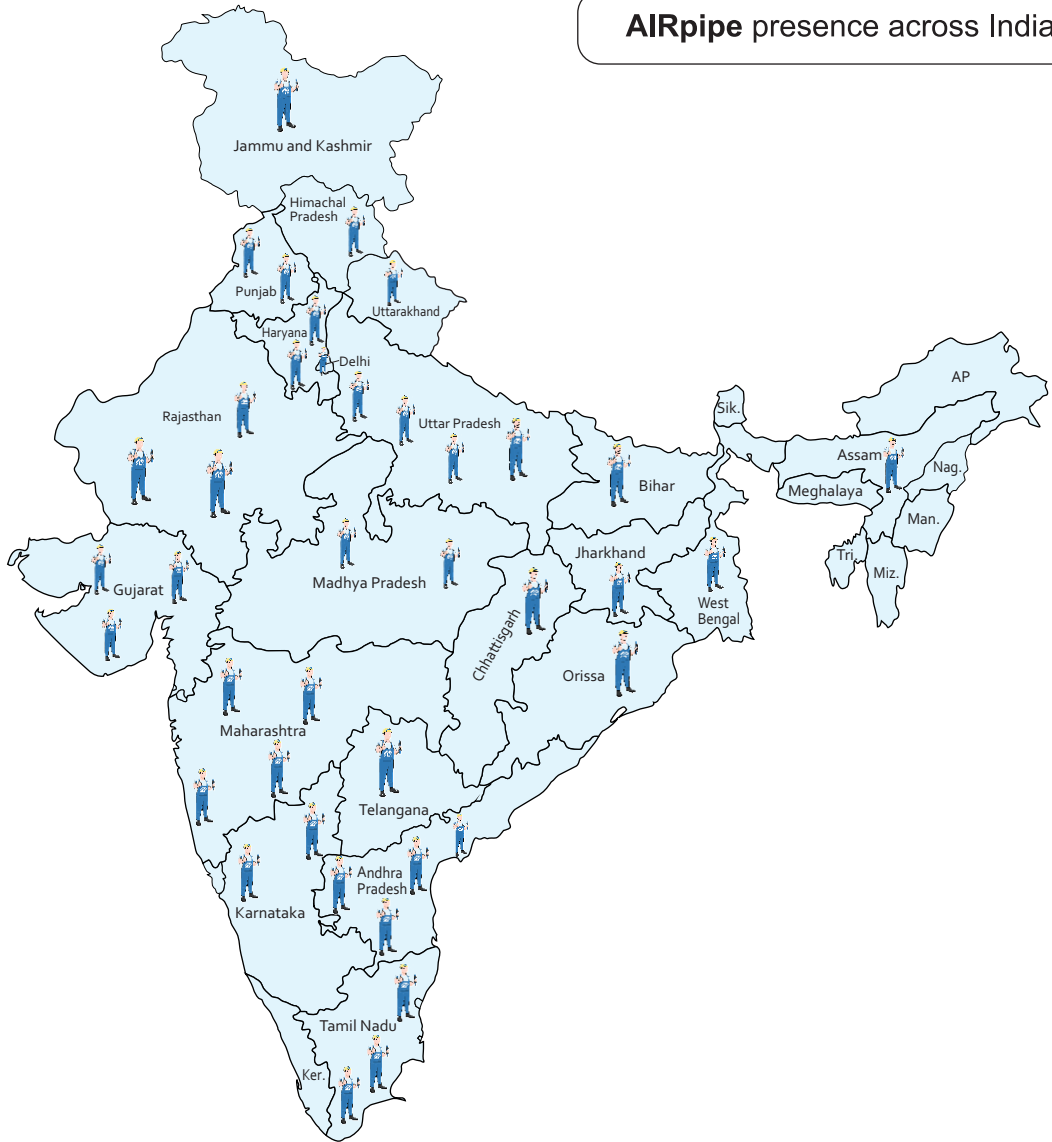 AIRpipe presence across India
Jammu and Kashmir
Himachal
Pradesh
Punjab
Uttarakhand
Haryana
Delhi
Rajasthan
Uttar Pradesh
Bihar
Sik.
AP
Assam
Nag.
Meghalaya
Man.
Tri.
Miz.
Gujarat
Madhya Pradesh
Jharkhand
West
Bengal
Chhattisgarh
Orissa
Maharashtra
Telangana
Andhra
Pradesh
Karnataka
Tamil Nadu
Ker.